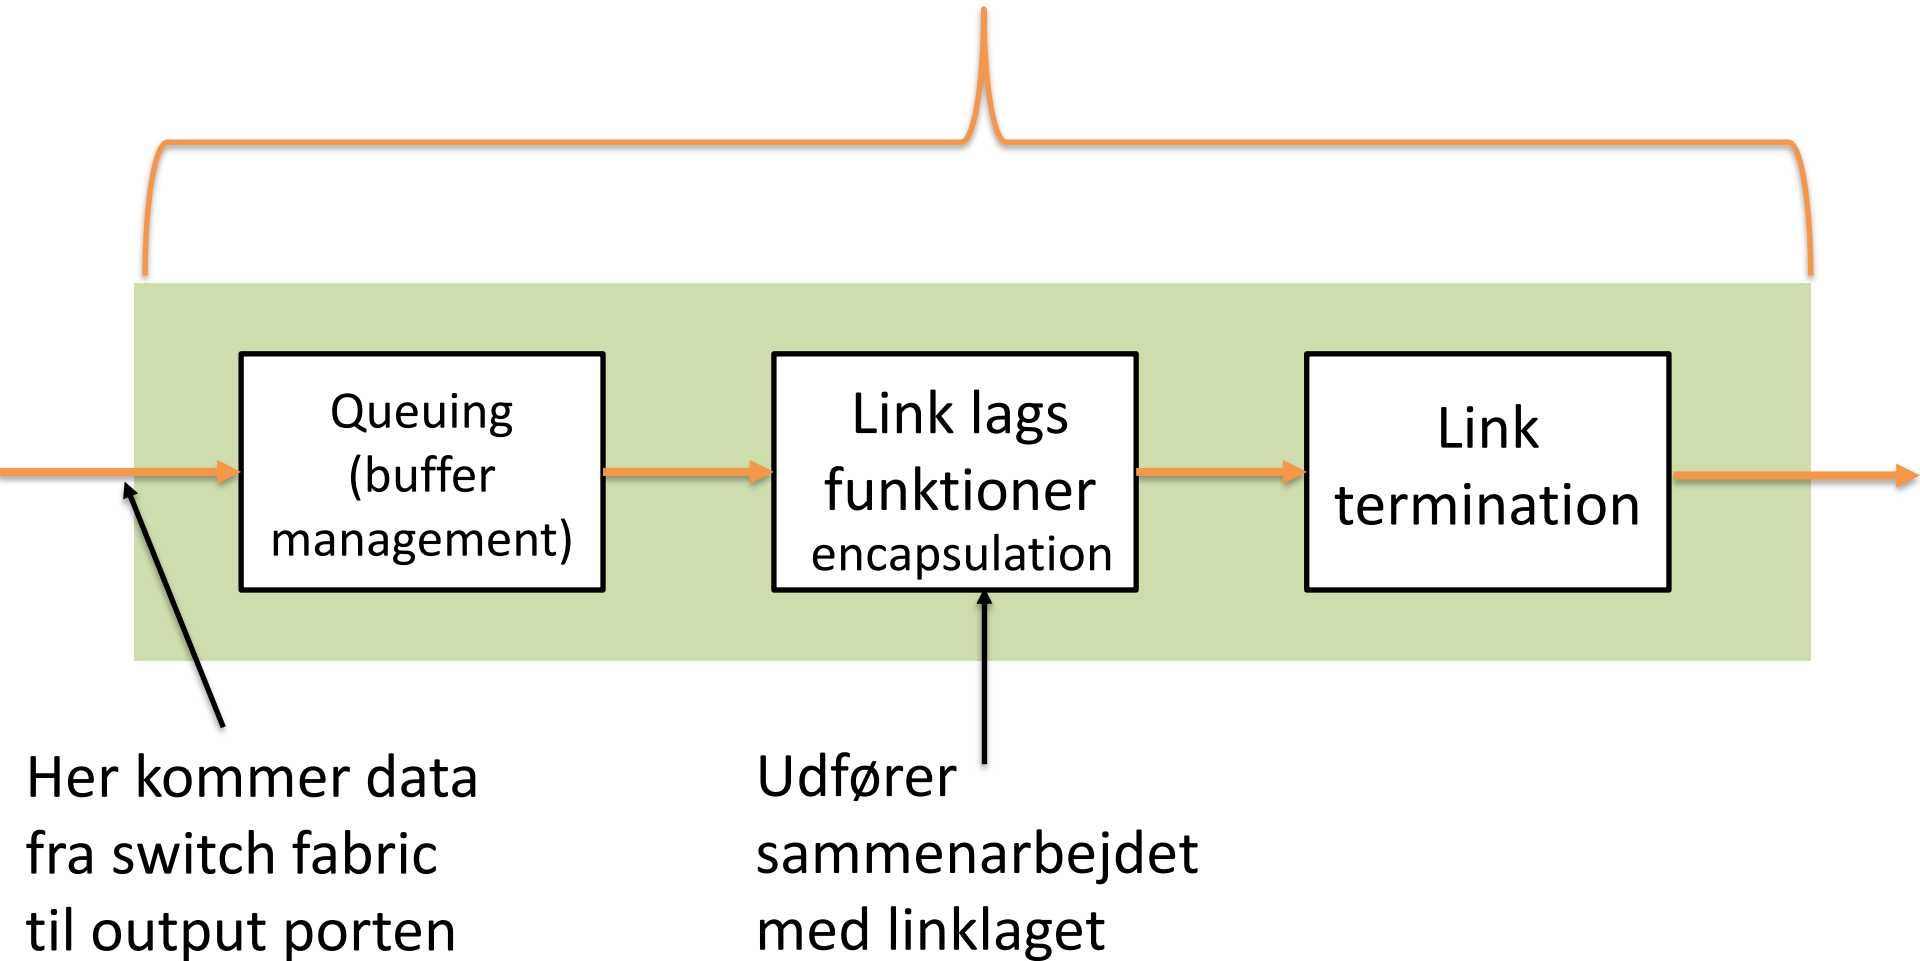 Queuing
(buffer
management)
Link lags
funktioner
encapsulation
Link
termination
Her kommer data
fra switch fabric
til output porten
Udfører
sammenarbejdet
med linklaget